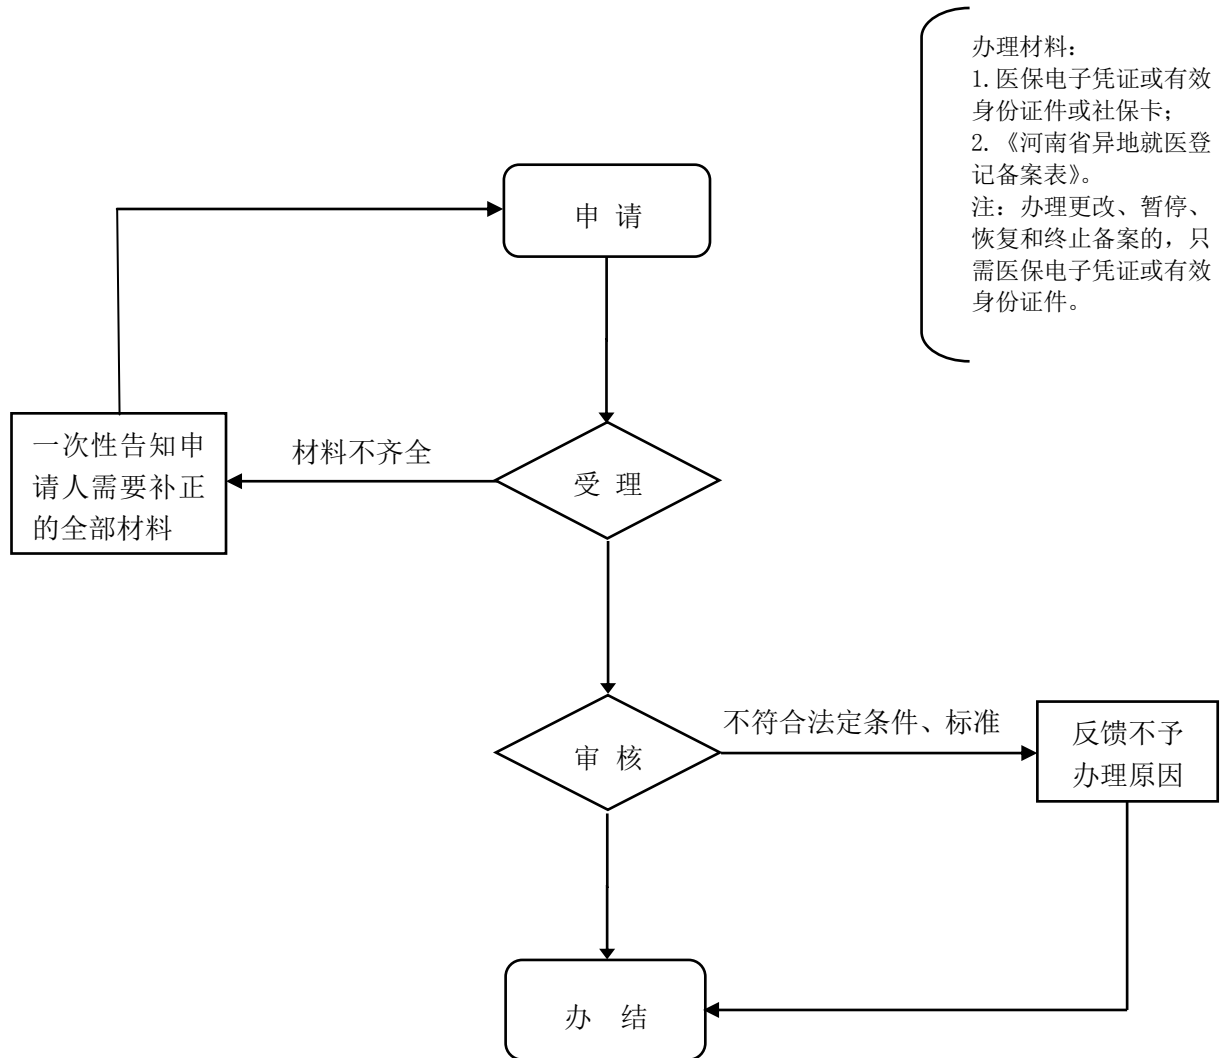 办理材料：
1.医保电子凭证或有效
身份证件或社保卡；
2.《河南省异地就医登
记备案表》。
注：办理更改、暂停、
恢复和终止备案的，只
需医保电子凭证或有效
身份证件。
申 请
一次性告知申
请人需要补正
的全部材料
材料不齐全
受 理
审 核
不符合法定条件、标准
反馈不予
办理原因
办 结